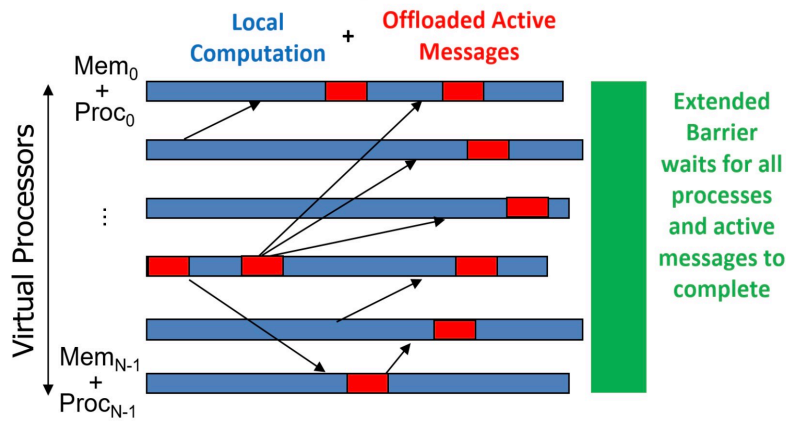 Local
Computation
+
Offloaded Active
Messages
Mem0
+
Proc0
Virtual Processors
...
MemN-1
+
ProcN-1
Extended
Barrier
waits for all
processes
and active
messages to
complete